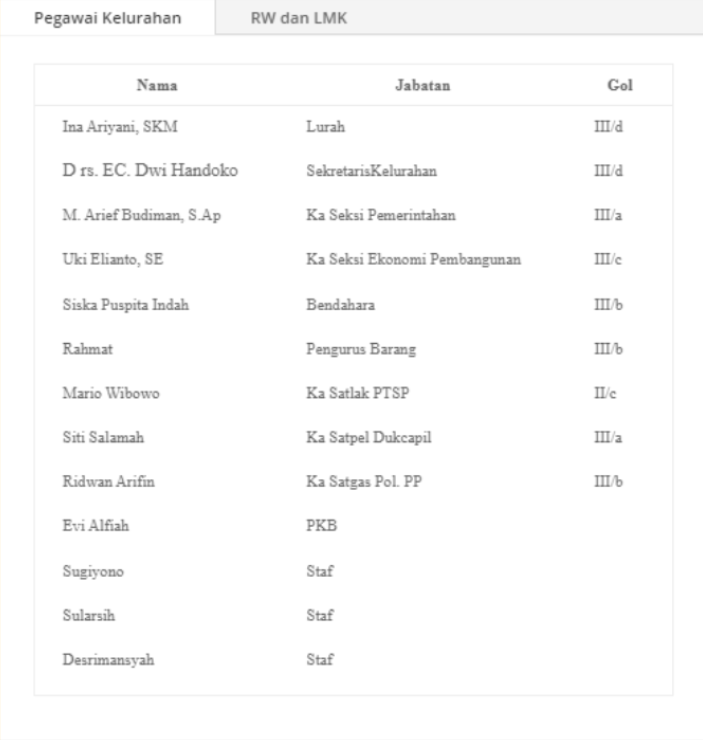 Pegawai Kelurahan RW dan LMK
Nama Jabatan Gol
Ina Ariyani, SKM Lurah III/d
D rs. EC. Dwi Handoko SekretarisKelurahan III/d
M. Arief Budiman, S.Ap Ka Seksi Pemerintahan III/a
Uki Elianto, SE Ka Seksi Ekonomi Pembangunan III/c
Siska Puspita Indah Bendahara III/b
Rahmat Pengurus Barang III/b
Mario Wibowo Ka Satlak PTSP II/c
Siti Salamah Ka Satpel Dukcapil III/a
Ridwan Arifin Ka Satgas Pol. PP III/b
Evi Alfiah PKB
Sugiyono Staf
Sularsih Staf
Desrimansyah Staf